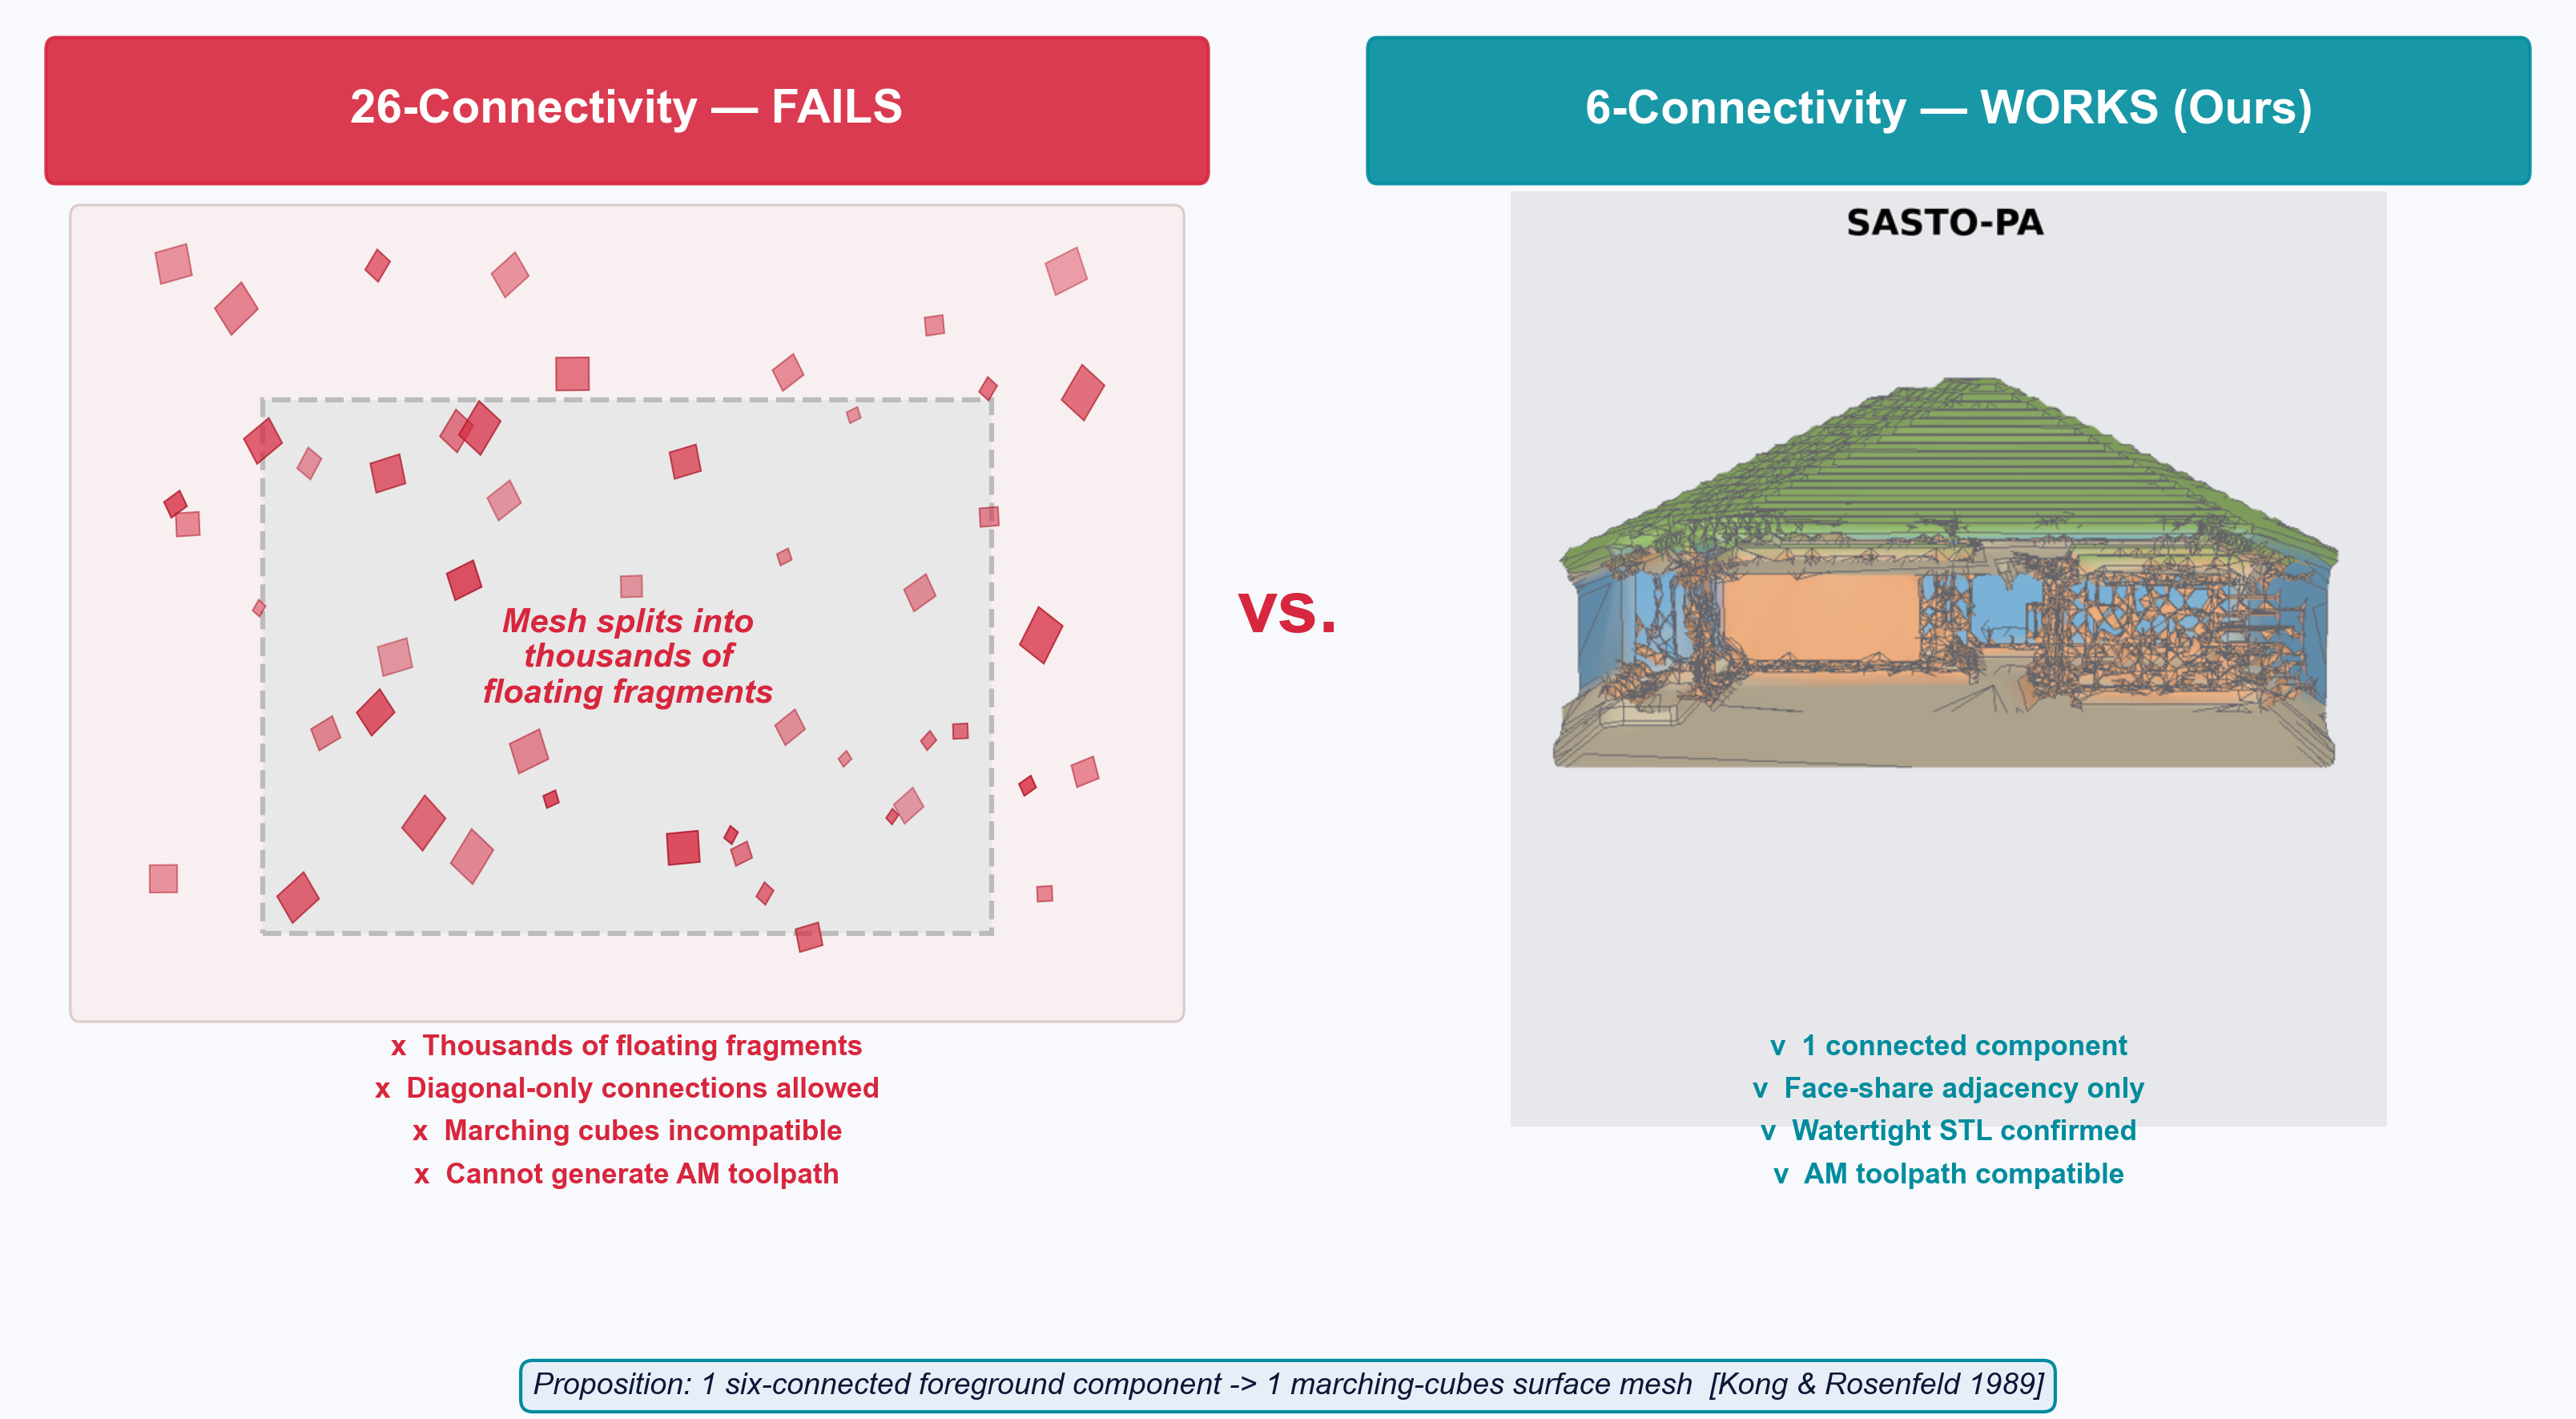 26-Connectivity — FAILS
Mesh splits into
thousands of
floating fragments
x Thousands of floating fragments
x Diagonal-only connections allowed
x Marching cubes incompatible
x Cannot generate AM toolpath
vs.
6-Connectivity — WORKS (Ours)
SASTO-PA
v 1 connected component
v Face-share adjacency only
v Watertight STL confirmed
v AM toolpath compatible
Proposition: 1 six-connected foreground component -> 1 marching-cubes surface mesh [Kong & Rosenfeld 1989]